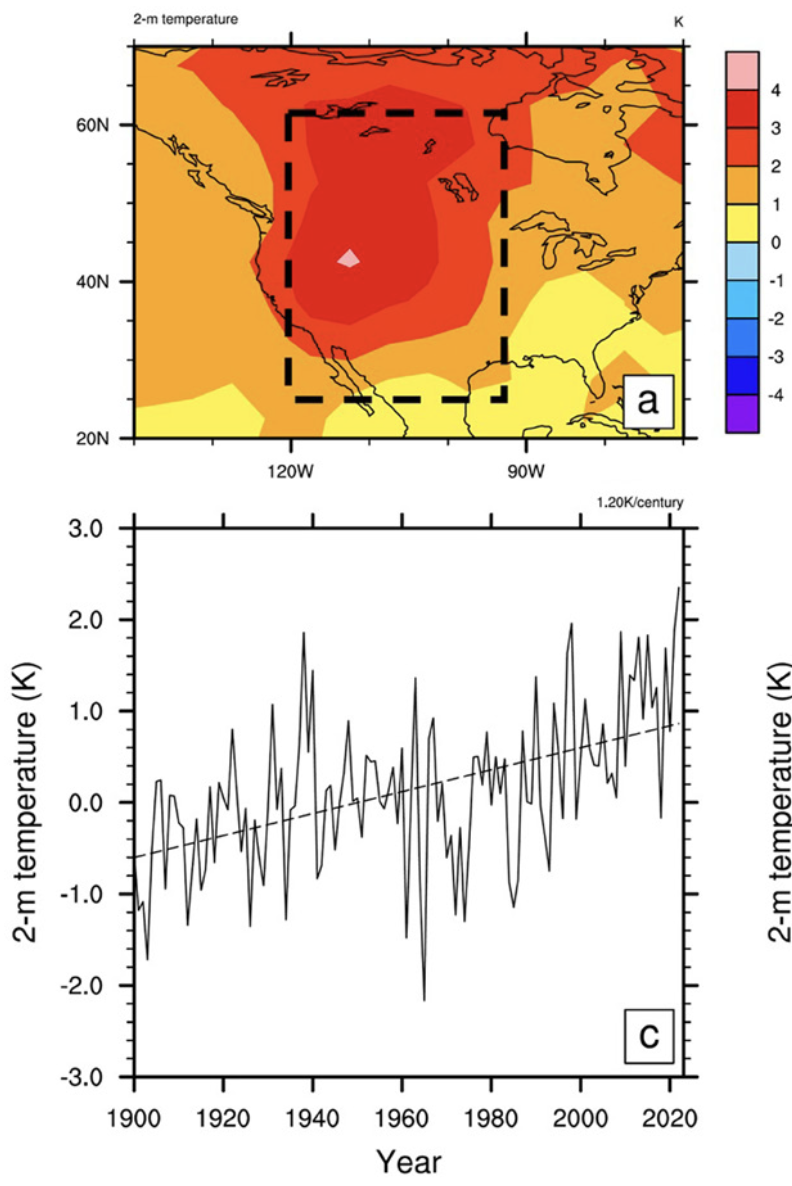 2-m temperature K
60N
40N
20N
120W 90W
4
3
2
1
0
-1
-2
-3
-4
a
1.20K/century
3.0
2.0
1.0
0.0
-1.0
-2.0
-3.0
2-m temperature (K)
c
1900 1920 1940 1960 1980 2000 2020
Year
2-m temperature (K)